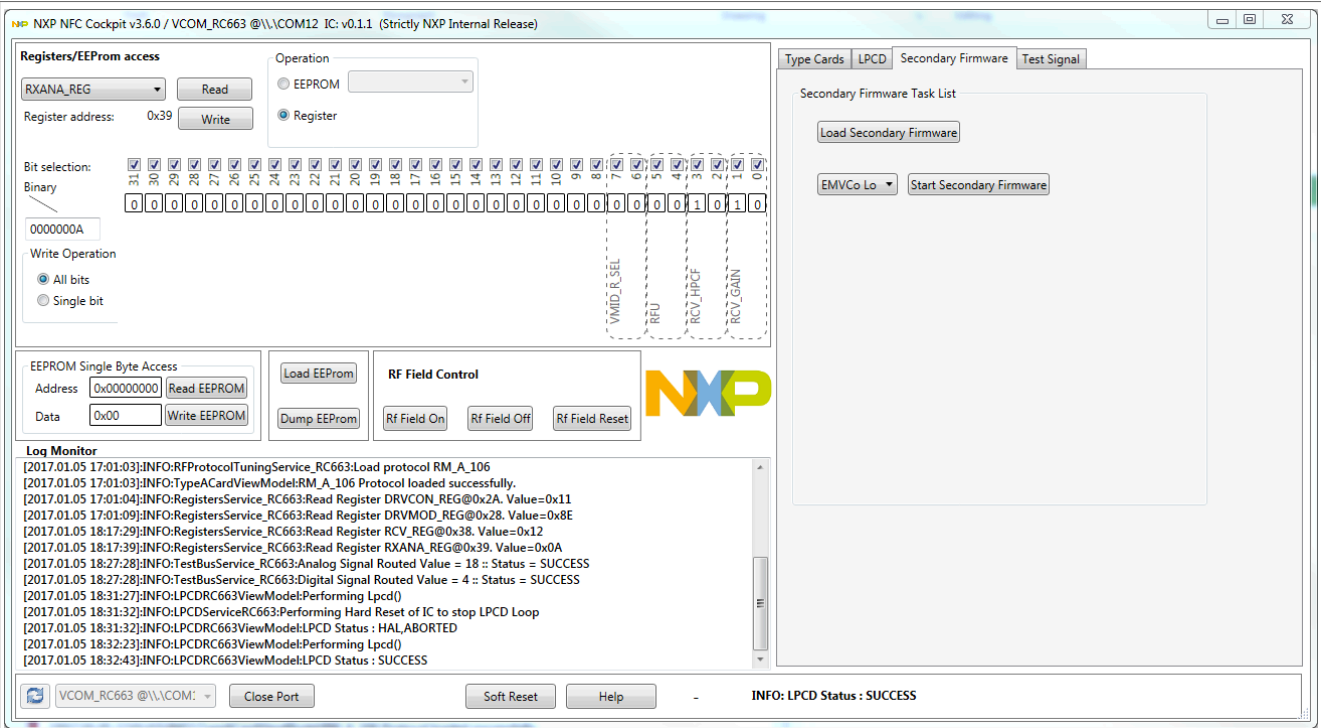 NXP NFC Cockpit v3.6.0 / VCOM_RC663 @\\.\COM12 IC: v0.1.1 (Strictly NXP Internal Release)
Registers/EEProm access
RXANA_REG
Read
Register address: 0x39
Write
Operation
EEPROM
Register
Bit selection:
31 30 29 28 27 26 25 24 23 22 21 20 19 18 17 16 15 14 13 12 11 10 9 8 7 6 5 4 3 2 1 0
Binary
0 0 0 0 0 0 0 0 0 0 0 0 0 0 0 0 0 0 0 0 0 0 0 0 0 0 0 0 1 0 1 0
0000000A
Write Operation
All bits
Single bit
VMID_R_SEL
RFU
RCV_HPCF
RCV_GAIN
EEPROM Single Byte Access
Address 0x00000000 Read EEPROM
Data 0x00 Write EEPROM
Load EEProm
Dump EEProm
RF Field Control
Rf Field On Rf Field Off Rf Field Reset
NXP
Log Monitor
[2017.01.05 17:01:03]:INFO:RFProtocolTuningService_RC663:Load protocol RM_A_106
[2017.01.05 17:01:03]:INFO:TypeACardViewModel:RM_A_106 Protocol loaded successfully.
[2017.01.05 17:01:04]:INFO:RegistersService_RC663:Read Register DRVCON_REG@0x2A. Value=0x11
[2017.01.05 17:01:09]:INFO:RegistersService_RC663:Read Register DRVMOD_REG@0x28. Value=0x8E
[2017.01.05 18:17:29]:INFO:RegistersService_RC663:Read Register RCV_REG@0x38. Value=0x12
[2017.01.05 18:17:39]:INFO:RegistersService_RC663:Read Register RXANA_REG@0x39. Value=0x0A
[2017.01.05 18:27:28]:INFO:TestBusService_RC663:Analog Signal Routed Value = 18 :: Status = SUCCESS
[2017.01.05 18:27:28]:INFO:TestBusService_RC663:Digital Signal Routed Value = 4 :: Status = SUCCESS
[2017.01.05 18:31:27]:INFO:LPCDRC663ViewModel:Performing Lpcd()
[2017.01.05 18:31:32]:INFO:LPCDServiceRC663:Performing Hard Reset of IC to stop LPCD Loop
[2017.01.05 18:31:32]:INFO:LPCDRC663ViewModel:LPCD Status : HAL,ABORTED
[2017.01.05 18:32:23]:INFO:LPCDRC663ViewModel:Performing Lpcd()
[2017.01.05 18:32:43]:INFO:LPCDRC663ViewModel:LPCD Status : SUCCESS
Type Cards LPCD Secondary Firmware Test Signal
Secondary Firmware Task List
Load Secondary Firmware
EMVCo Lo Start Secondary Firmware
VCOM_RC663 @\\.\COM: Close Port Soft Reset Help - INFO: LPCD Status : SUCCESS